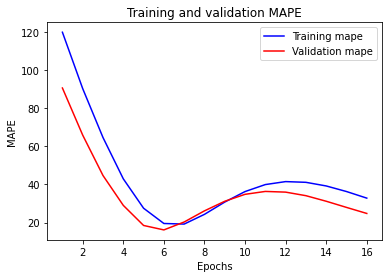 Training and validation MAPE
Training mape
Validation mape
MAPE
120
100
80
60
40
20
2 4 6 8 10 12 14 16
Epochs